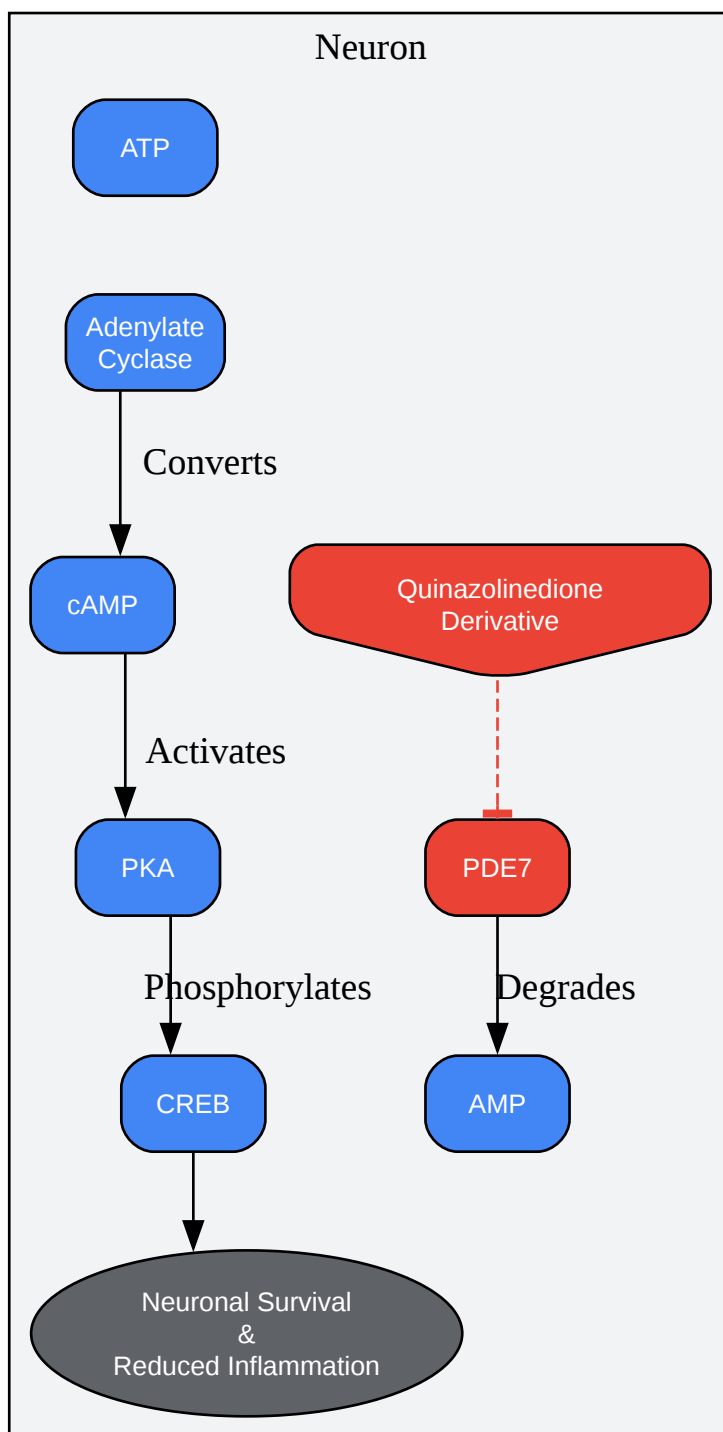 Neuron
ATP
Adenylate
Cyclase
Converts
cAMP
Quinazolinedione
Derivative
Activates
PKA
PDE7
Phosphorylates
Degrades
CREB
AMP
Neuronal Survival
&
Reduced Inflammation